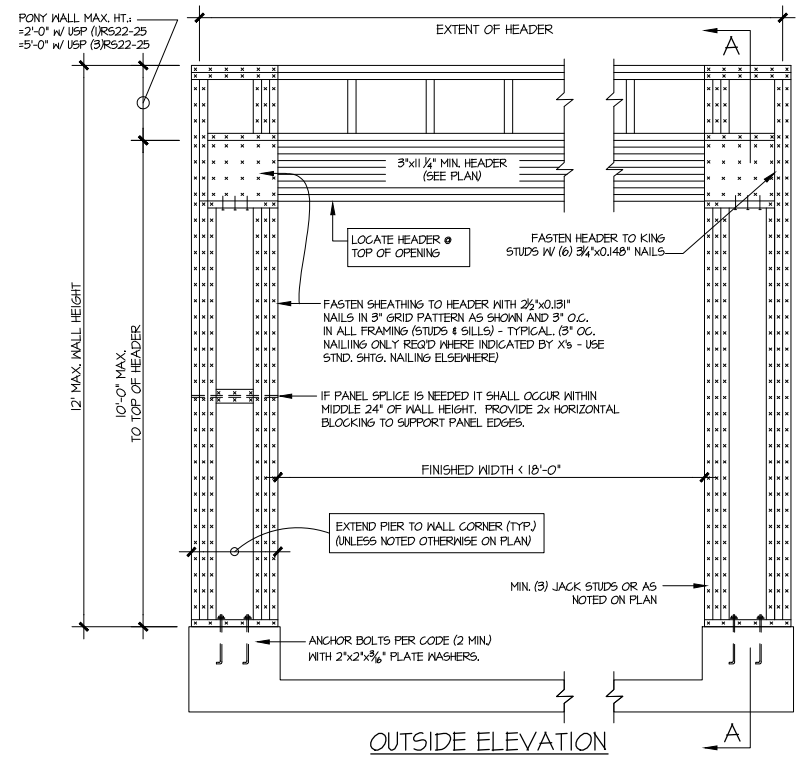 PONY WALL MAX. HT.:
=2'-0" W/ USP (1)RS22-25
=5'-0" W/ USP (3)RS22-25
EXTENT OF HEADER
A
3"x11 1/4" MIN. HEADER
(SEE PLAN)
LOCATE HEADER @
TOP OF OPENING
FASTEN HEADER TO KING
STUDS W/ (6) 3 1/4"x0.148" NAILS
FASTEN SHEATHING TO HEADER WITH 2 1/2"x0.131"
NAILS IN 3" GRID PATTERN AS SHOWN AND 3" O.C.
IN ALL FRAMING (STUDS & SILLS) - TYPICAL. (3" OC.
NAILIING ONLY REQ'D WHERE INDICATED BY X's - USE
STND. SHTG. NAILING ELSEWHERE)
12' MAX. WALL HEIGHT
10'-0" MAX.
TO TOP OF HEADER
IF PANEL SPLICE IS NEEDED IT SHALL OCCUR WITHIN
MIDDLE 24" OF WALL HEIGHT. PROVIDE 2x HORIZONTAL
BLOCKING TO SUPPORT PANEL EDGES.
FINISHED WIDTH < 18'-0"
EXTEND PIER TO WALL CORNER (TYP.)
(UNLESS NOTED OTHERWISE ON PLAN)
MIN. (3) JACK STUDS OR AS
NOTED ON PLAN
ANCHOR BOLTS PER CODE (2 MIN.)
WITH 2"x2"x3/16" PLATE WASHERS.
A
OUTSIDE ELEVATION